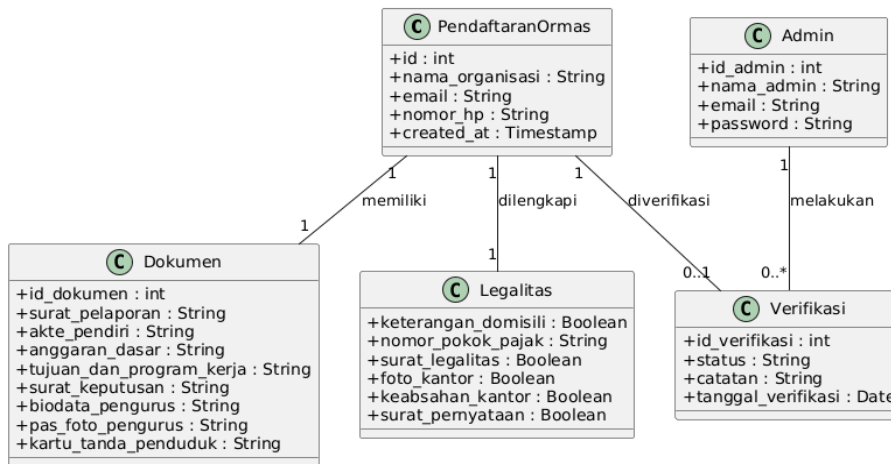 C PendaftaranOrmas
+id : int
+nama_organisasi : String
+email : String
+nomor_hp : String
+created_at : Timestamp
C Admin
+id_admin : int
+nama_admin : String
+email : String
+password : String
1
1
1
1
memiliki
dilengkapi
diverifikasi
melakukan
1
1
0..1
0..*
C Dokumen
+id_dokumen : int
+surat_pelaporan : String
+akte_pendiri : String
+anggaran_dasar : String
+tujuan_dan_program_kerja : String
+surat_keputusan : String
+biodata_pengurus : String
+pas_foto_pengurus : String
+kartu_tanda_penduduk : String
C Legalitas
+keterangan_domisili : Boolean
+nomor_pokok_pajak : String
+surat_legalitas : Boolean
+foto_kantor : Boolean
+keabsahan_kantor : Boolean
+surat_pernyataan : Boolean
C Verifikasi
+id_verifikasi : int
+status : String
+catatan : String
+tanggal_verifikasi : Date